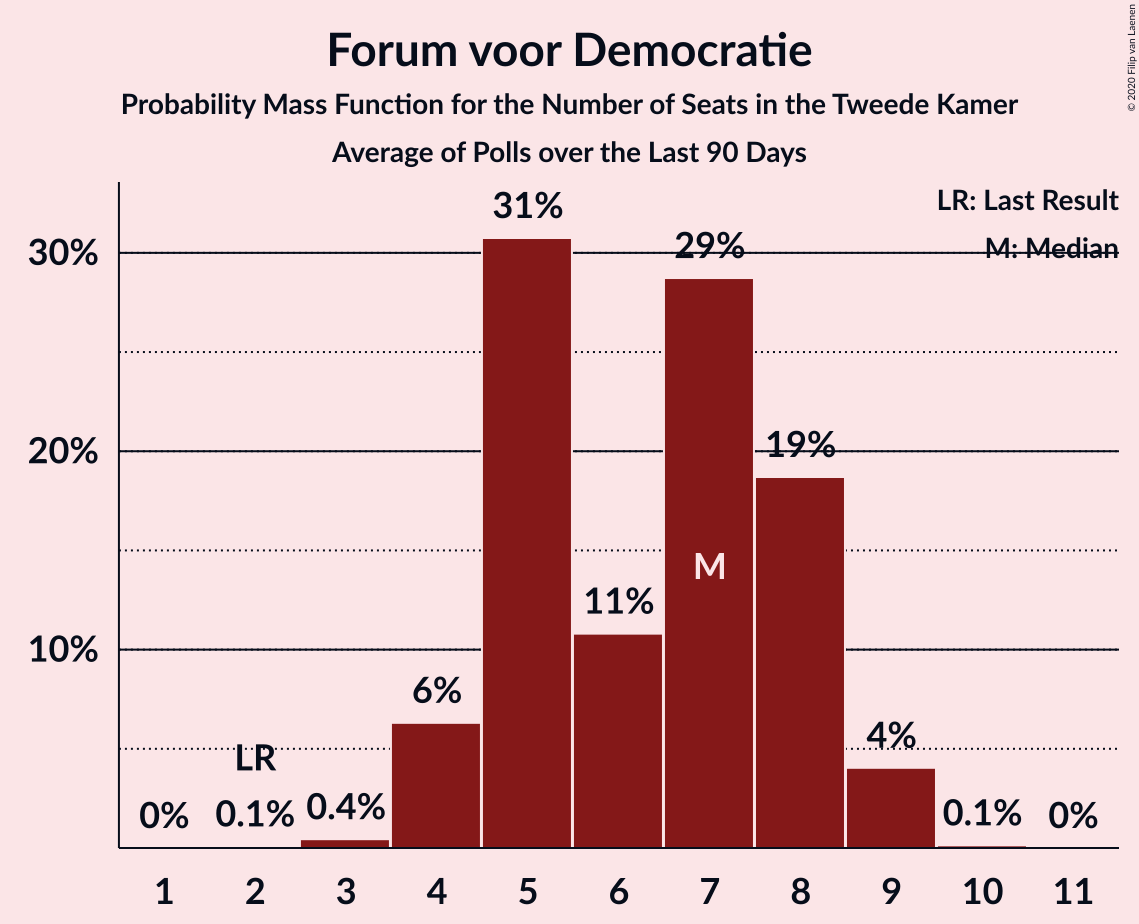 Forum voor Democratie
Probability Mass Function for the Number of Seats in the Tweede Kamer
Average of Polls over the Last 90 Days
© 2020 Filip van Laenen
LR: Last Result
M: Median
30%
20%
10%
0%
LR
0.1%
0.4%
6%
31%
11%
29%
M
19%
4%
0.1%
0%
1 2 3 4 5 6 7 8 9 10 11